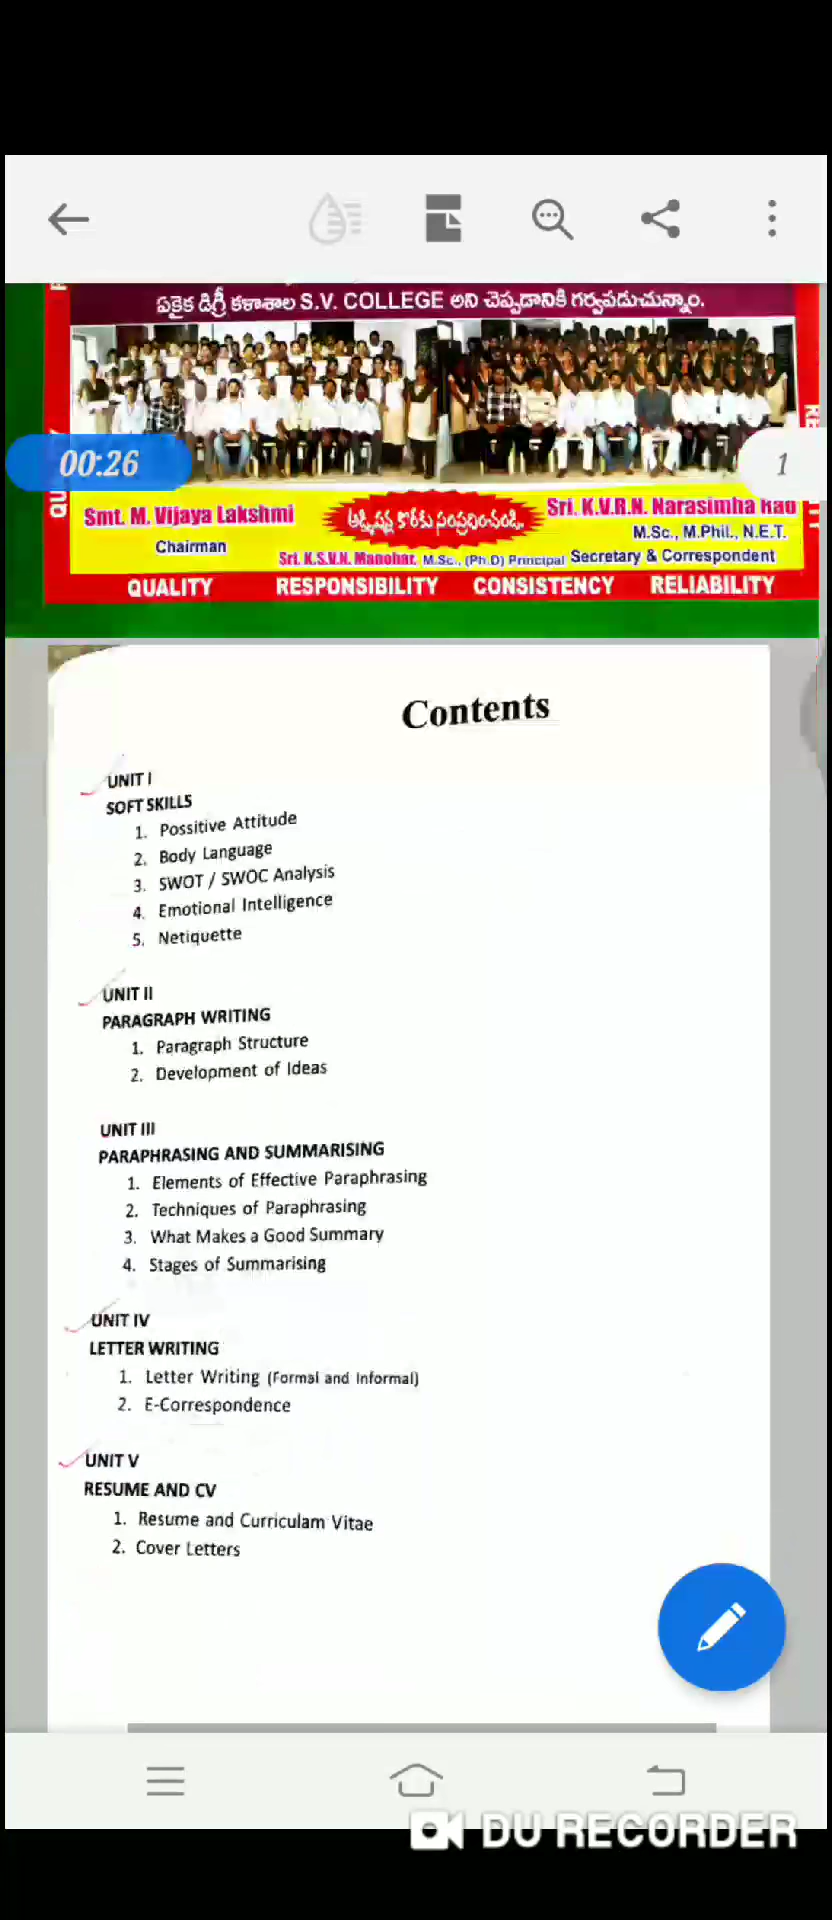 ఏకైక డిగ్రీ కళాశాల S.V. COLLEGE అని చెప్పడానికి గర్వపడుచున్నాం.
00:26
1
Smt. M. Vijaya Lakshmi
Chairman
అడ్మిషన్ల కొరకు సంప్రదించండి.
Sri. K.V.R.N. Narasimha Rao
M.Sc., M.Phil., N.E.T.
Secretary & Correspondent
Sri. K.S.V.N. Manohar, M.Sc., (Ph.D) Principal
QUALITY RESPONSIBILITY CONSISTENCY RELIABILITY
Contents
UNIT I
SOFT SKILLS
1. Possitive Attitude
2. Body Language
3. SWOT / SWOC Analysis
4. Emotional Intelligence
5. Netiquette
UNIT II
PARAGRAPH WRITING
1. Paragraph Structure
2. Development of Ideas
UNIT III
PARAPHRASING AND SUMMARISING
1. Elements of Effective Paraphrasing
2. Techniques of Paraphrasing
3. What Makes a Good Summary
4. Stages of Summarising
UNIT IV
LETTER WRITING
1. Letter Writing (Formal and Informal)
2. E-Correspondence
UNIT V
RESUME AND CV
1. Resume and Curriculam Vitae
2. Cover Letters
DU RECORDER